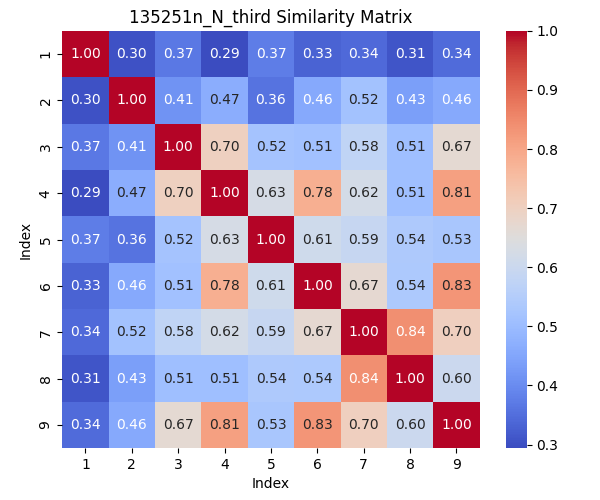 135251n_N_third Similarity Matrix
1 1.00 0.30 0.37 0.29 0.37 0.33 0.34 0.31 0.34
2 0.30 1.00 0.41 0.47 0.36 0.46 0.52 0.43 0.46
3 0.37 0.41 1.00 0.70 0.52 0.51 0.58 0.51 0.67
4 0.29 0.47 0.70 1.00 0.63 0.78 0.62 0.51 0.81
5 0.37 0.36 0.52 0.63 1.00 0.61 0.59 0.54 0.53
6 0.33 0.46 0.51 0.78 0.61 1.00 0.67 0.54 0.83
7 0.34 0.52 0.58 0.62 0.59 0.67 1.00 0.84 0.70
8 0.31 0.43 0.51 0.51 0.54 0.54 0.84 1.00 0.60
9 0.34 0.46 0.67 0.81 0.53 0.83 0.70 0.60 1.00
1 2 3 4 5 6 7 8 9
Index
Index
1.0
0.9
0.8
0.7
0.6
0.5
0.4
0.3